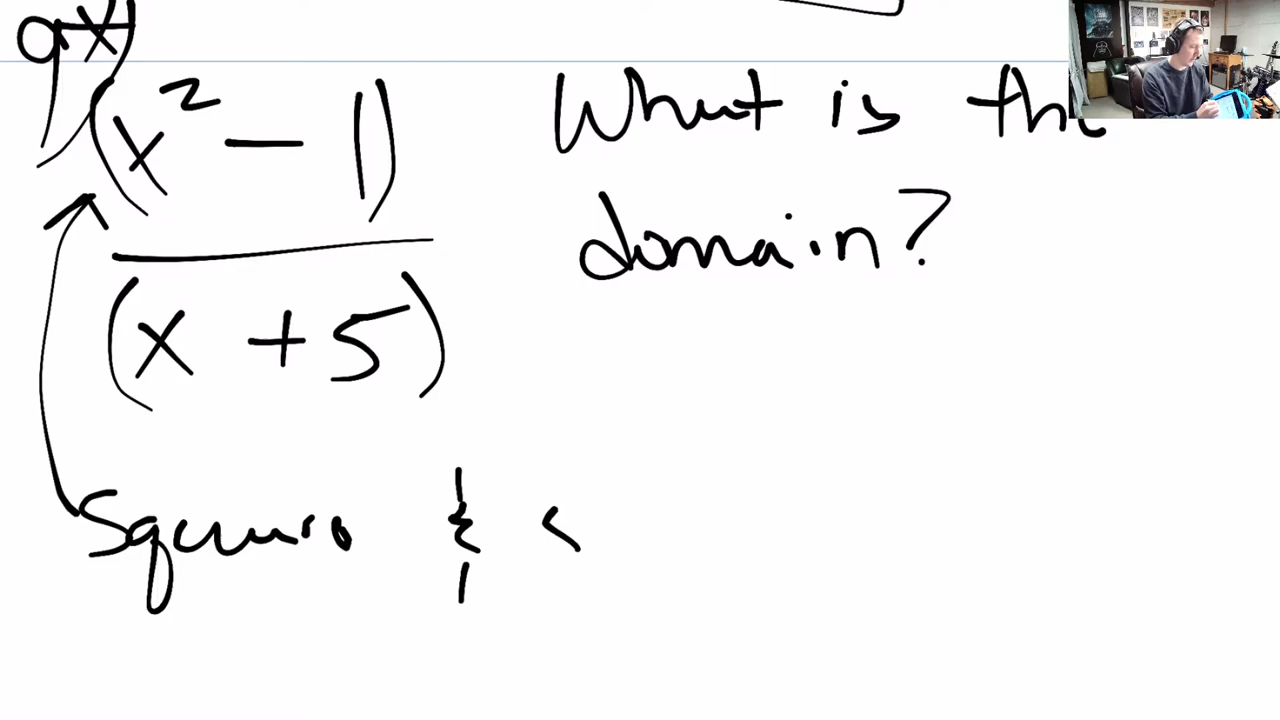 g(x)
(x² - 1) What is the
(x + 5) domain?
Square & s